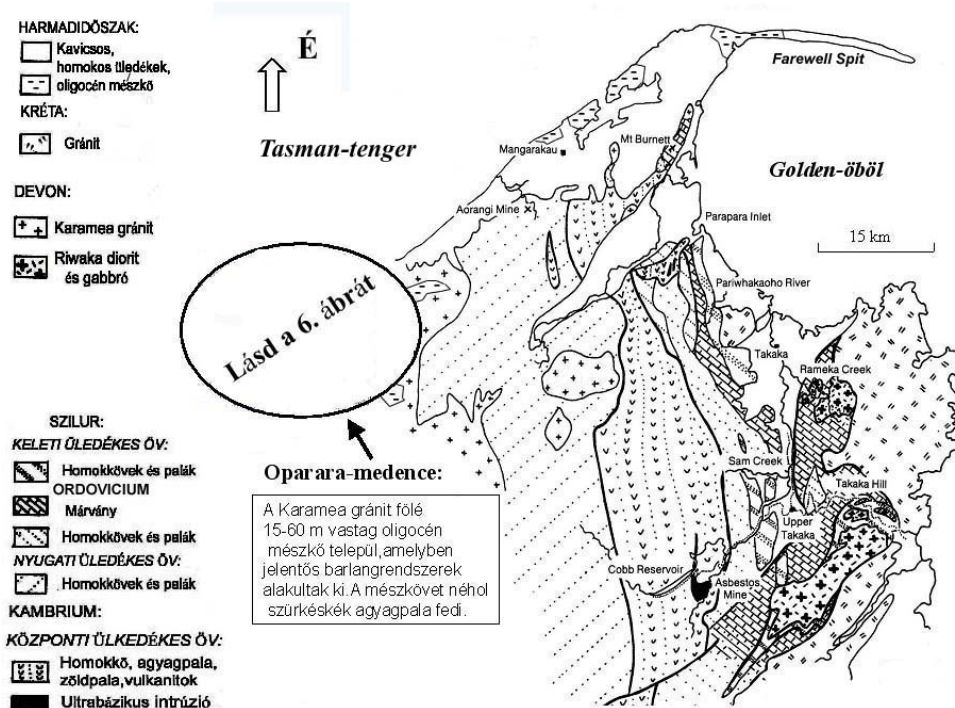 HARMADIDŐSZAK:
Kavicsos,
homokos üledékek,
oligocén mészkő
KRÉTA:
Gránit
DEVON:
Karamea gránit
Riwaka diorit
és gabbró
SZILUR:
KELETI ÜLEDÉKES ÖV:
Homokkövek és palák
ORDOVICIUM
Márvány
Homokkövek és palák
NYUGATI ÜLEDÉKES ÖV:
Homokkövek és palák
KAMBRIUM:
KÖZPONTI ÜLKEDÉKES ÖV:
Homokkő, agyagpala,
zöldpala,vulkanitok
Ultrabázikus intrúzió
É
Tasman-tenger
Farewell Spit
Mangarakau
Mt Burnett
Golden-öböl
Aorangi Mine
Parapara Inlet
15 km
Pariwhakaoho River
Lásd a 6. ábrát
Takaka
Rameka Creek
Oparara-medence:
Sam Creek
Takaka Hill
A Karamea gránit fölé
15-60 m vastag oligocén
mészkő települ,amelyben
jelentős barlangrendszerek
alakultak ki.A mészkövet néhol
szürkéskék agyagpala fedi.
Upper
Takaka
Cobb Reservoir
Asbestos
Mine